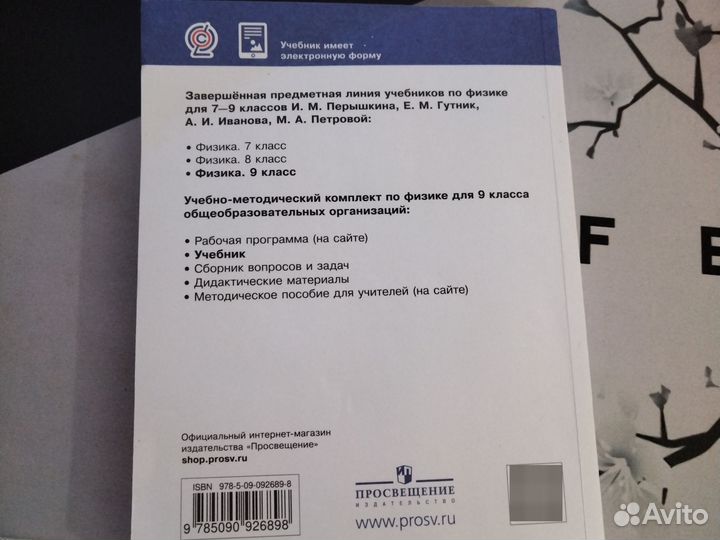 Учебник имеет
электронную форму
Завершённая предметная линия учебников по физике
для 7—9 классов И. М. Перышкина, Е. М. Гутник,
А. И. Иванова, М. А. Петровой:
• Физика. 7 класс
• Физика. 8 класс
• Физика. 9 класс
Учебно-методический комплект по физике для 9 класса
общеобразовательных организаций:
• Рабочая программа (на сайте)
• Учебник
• Сборник вопросов и задач
• Дидактические материалы
• Методическое пособие для учителей (на сайте)
F E
Официальный интернет-магазин
издательства «Просвещение»
shop.prosv.ru
ISBN 978-5-09-092689-8
9 785090 926898
ПРОСВЕЩЕНИЕ
ИЗДАТЕЛЬСТВО
www.prosv.ru
Avito